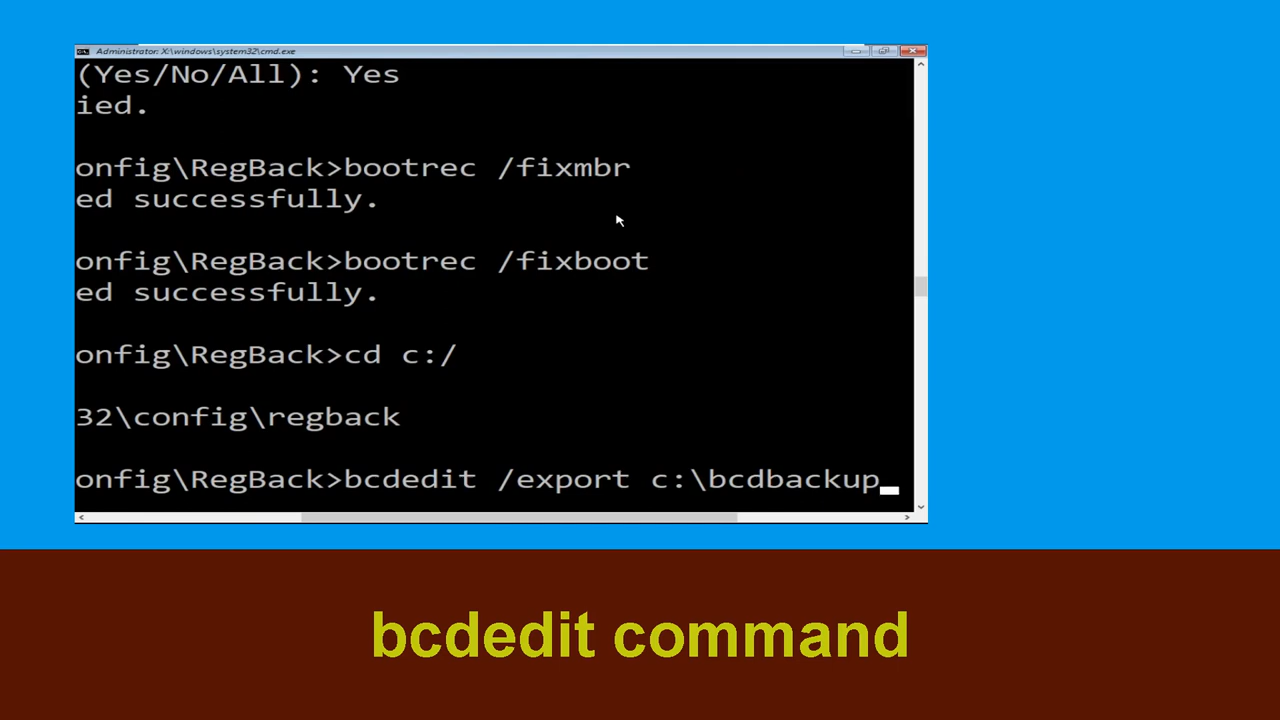 Administrator: X:\windows\system32\cmd.exe
(Yes/No/All): Yes
ied.
onfig\RegBack>bootrec /fixmbr
ed successfully.
onfig\RegBack>bootrec /fixboot
ed successfully.
onfig\RegBack>cd c:/
32\config\regback
onfig\RegBack>bcdedit /export c:\bcdbackup
bcdedit command